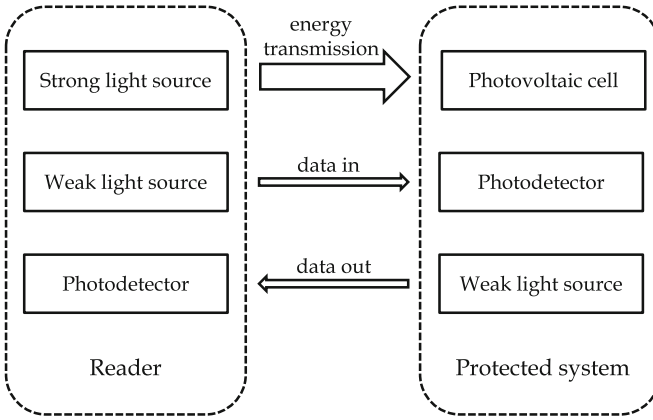 energy
transmission
Strong light source
Photovoltaic cell
Weak light source
data in
Photodetector
Photodetector
data out
Weak light source
Reader
Protected system